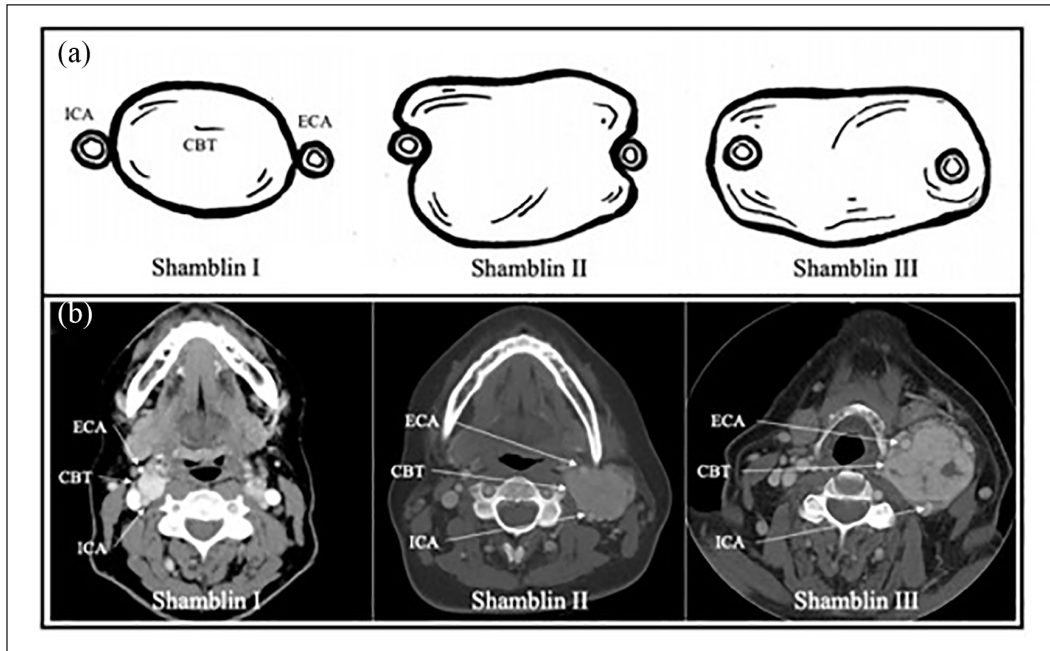 (a)
ICA
CBT
ECA
Shamblin I
Shamblin II
Shamblin III
(b)
ECA
CBT
ICA
Shamblin I
ECA
CBT
ICA
Shamblin II
ECA
CBT
ICA
Shamblin III